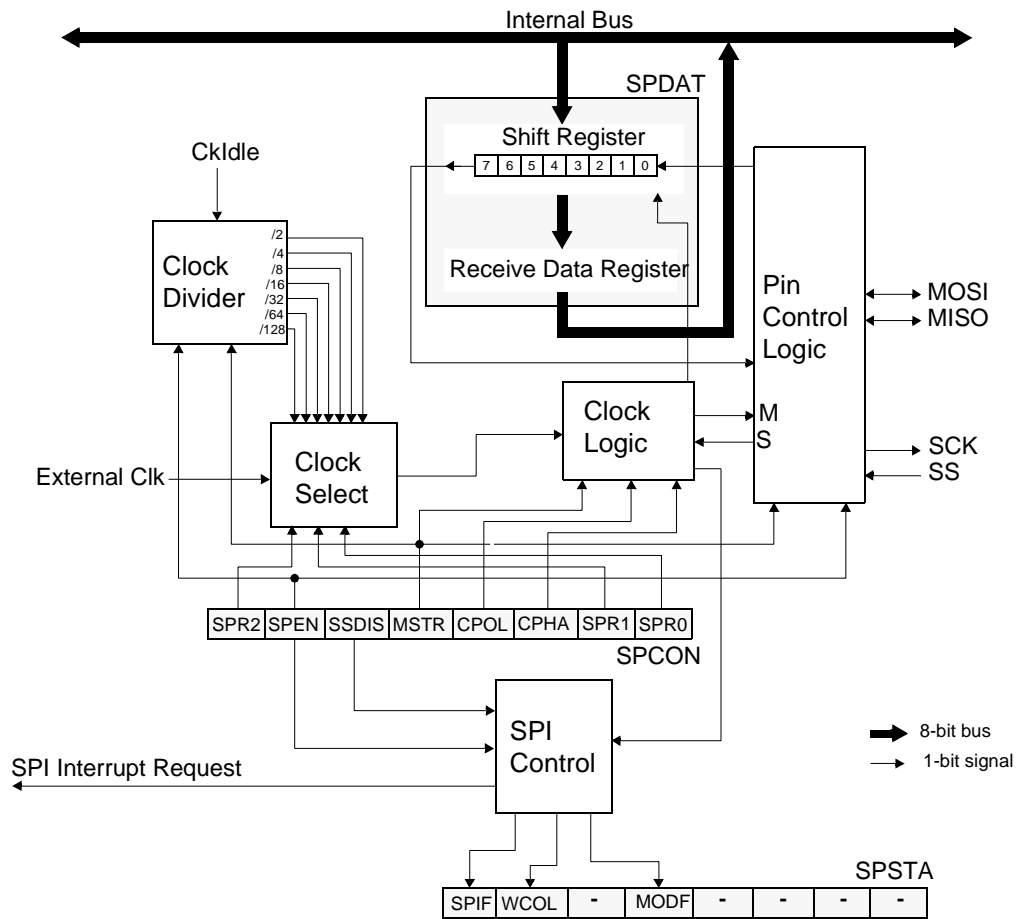 Internal Bus
SPDAT
Shift Register
7 6 5 4 3 2 1 0
CkIdle
Clock
Divider
/2
/4
/8
/16
/32
/64
/128
Receive Data Register
Pin
Control
Logic
MOSI
MISO
Clock
Logic
M
S
SCK
SS
External Clk
Clock
Select
SPR2 SPEN SSDIS MSTR CPOL CPHA SPR1 SPR0
SPCON
SPI
Control
8-bit bus
1-bit signal
SPI Interrupt Request
SPSTA
SPIF WCOL - MODF - - - -